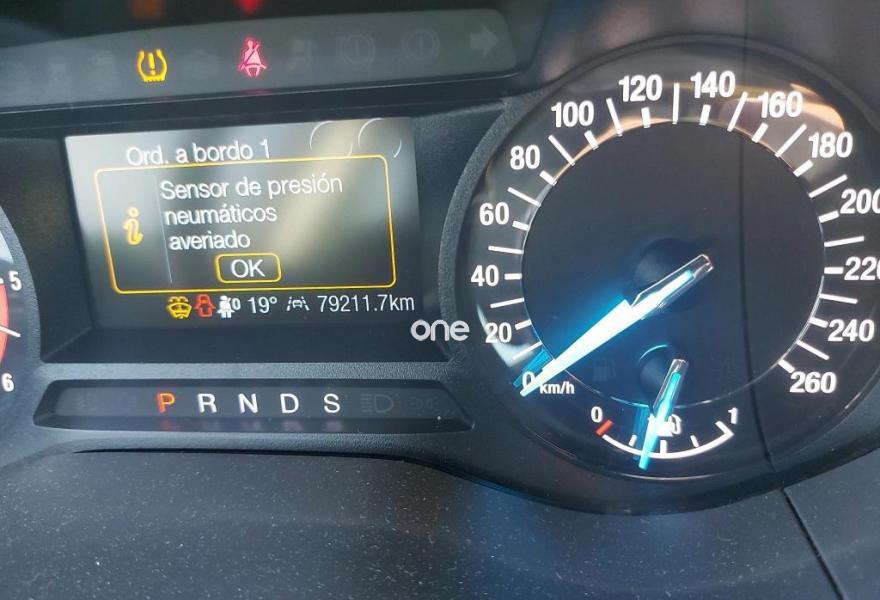 Ord. a bordo 1
Sensor de presión
neumáticos
averiado
OK
19° 79211.7km
P R N D S
5
6
0 20 40 60 80 100 120 140 160 180 200 220 240 260
km/h
0 1
one